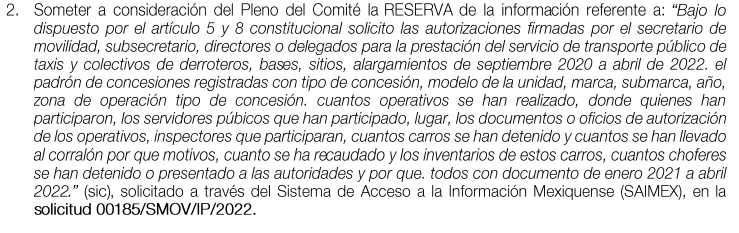 2. Someter a consideración del Pleno del Comité la RESERVA de la información referente a: “Bajo lo
dispuesto por el artículo 5 y 8 constitucional solicito las autorizaciones firmadas por el secretario de
movilidad, subsecretario, directores o delegados para la prestación del servicio de transporte público de
taxis y colectivos de derroteros, bases, sitios, alargamientos de septiembre 2020 a abril de 2022. el
padrón de concesiones registradas con tipo de concesión, modelo de la unidad, marca, submarca, año,
zona de operación tipo de concesión. cuantos operativos se han realizado, donde quienes han
participaron, los servidores púbicos que han participado, lugar, los documentos o oficios de autorización
de los operativos, inspectores que participaran, cuantos carros se han detenido y cuantos se han llevado
al corralón por que motivos, cuanto se ha recaudado y los inventarios de estos carros, cuantos choferes
se han detenido o presentado a las autoridades y por que. todos con documento de enero 2021 a abril
2022.” (sic), solicitado a través del Sistema de Acceso a la Información Mexiquense (SAIMEX), en la
solicitud 00185/SMOV/IP/2022.